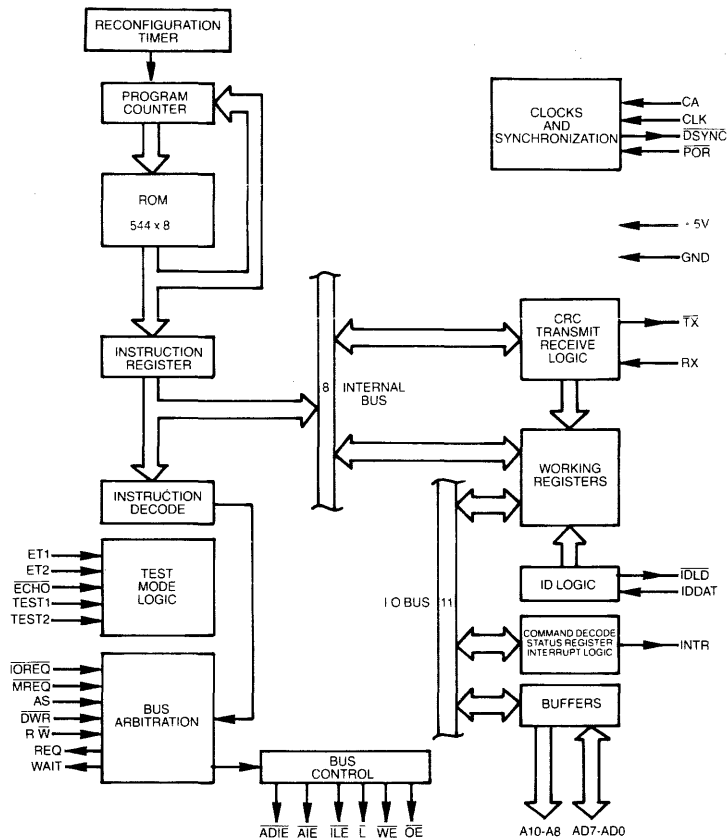 RECONFIGURATION
TIMER
PROGRAM
COUNTER
ROM
544 x 8
INSTRUCTION
REGISTER
INSTRUCTION
DECODE
ET1
ET2
ECHO
TEST1
TEST2
TEST
MODE
LOGIC
IOREQ
MREQ
AS
DWR
R W
REQ
WAIT
BUS
ARBITRATION
BUS
CONTROL
ADIE AIE ILE L WE OE
8 INTERNAL
BUS
CLOCKS
AND
SYNCHRONIZATION
CA
CLK
DSYNC
POR
- 5V
GND
CRC
TRANSMIT
RECEIVE
LOGIC
TX
RX
WORKING
REGISTERS
I O BUS 11
ID LOGIC
IDLD
IDDAT
COMMAND DECODE
STATUS REGISTER
INTERRUPT LOGIC
INTR
BUFFERS
A10-A8 AD7-AD0